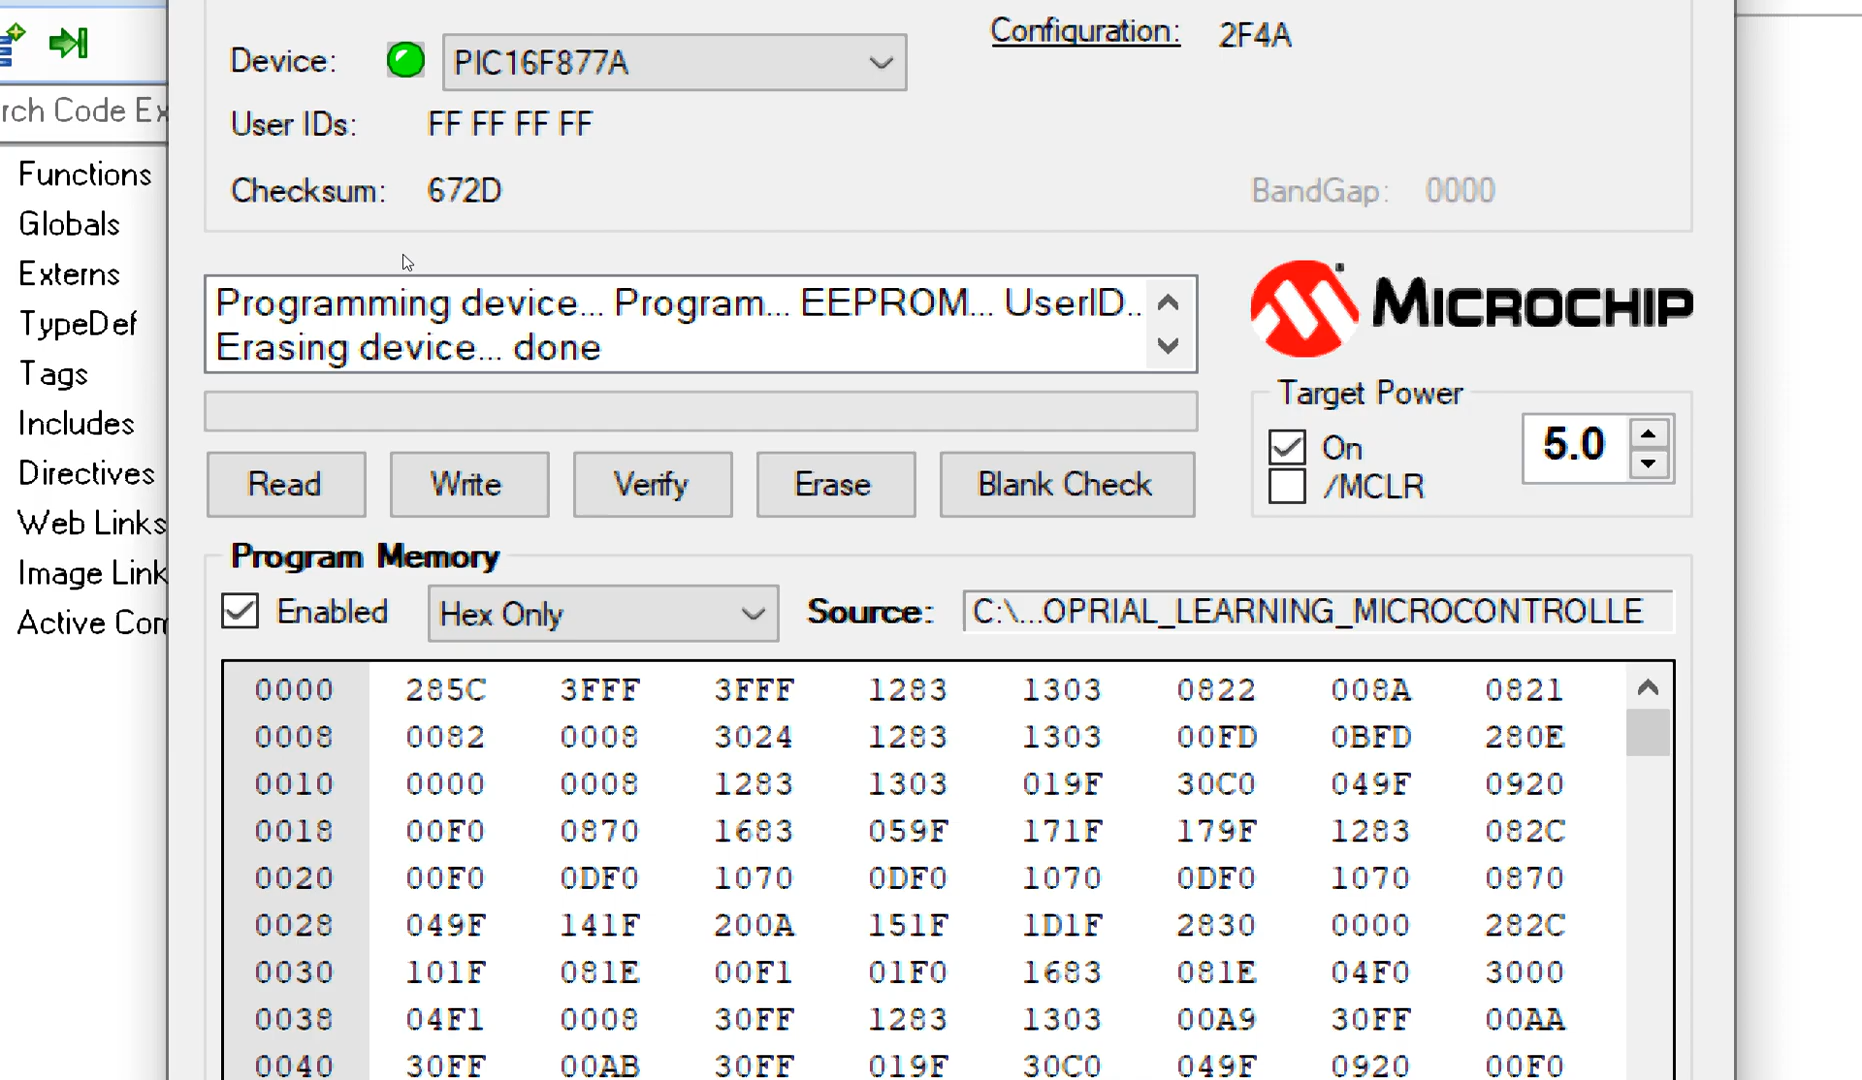 Configuration: 2F4A
Device: PIC16F877A
rch Code Ex
User IDs: FF FF FF FF
Functions
Checksum: 672D
BandGap: 0000
Globals
Externs
Programming device... Program... EEPROM... UserID..
MICROCHIP
TypeDef
Erasing device... done
Tags
Target Power
Includes
On
5.0
Directives
Read Write Verify Erase Blank Check
/MCLR
Web Links
Program Memory
Image Link
Enabled Hex Only Source: C:\...OPRIAL_LEARNING_MICROCONTROLLE
Active Com
0000 285C 3FFF 3FFF 1283 1303 0822 008A 0821
0008 0082 0008 3024 1283 1303 00FD 0BFD 280E
0010 0000 0008 1283 1303 019F 30C0 049F 0920
0018 00F0 0870 1683 059F 171F 179F 1283 082C
0020 00F0 0DF0 1070 0DF0 1070 0DF0 1070 0870
0028 049F 141F 200A 151F 1D1F 2830 0000 282C
0030 101F 081E 00F1 01F0 1683 081E 04F0 3000
0038 04F1 0008 30FF 1283 1303 00A9 30FF 00AA
0040 30FF 00AB 30FF 019F 30C0 049F 0920 00F0